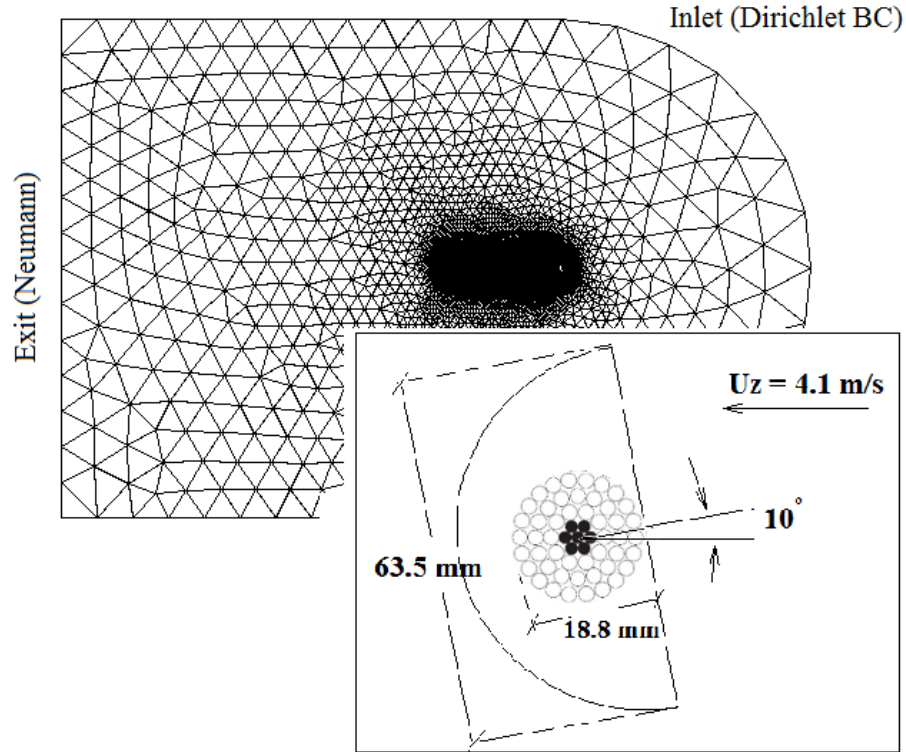 Inlet (Dirichlet BC)
Exit (Neumann)
Uz = 4.1 m/s
10°
63.5 mm
18.8 mm